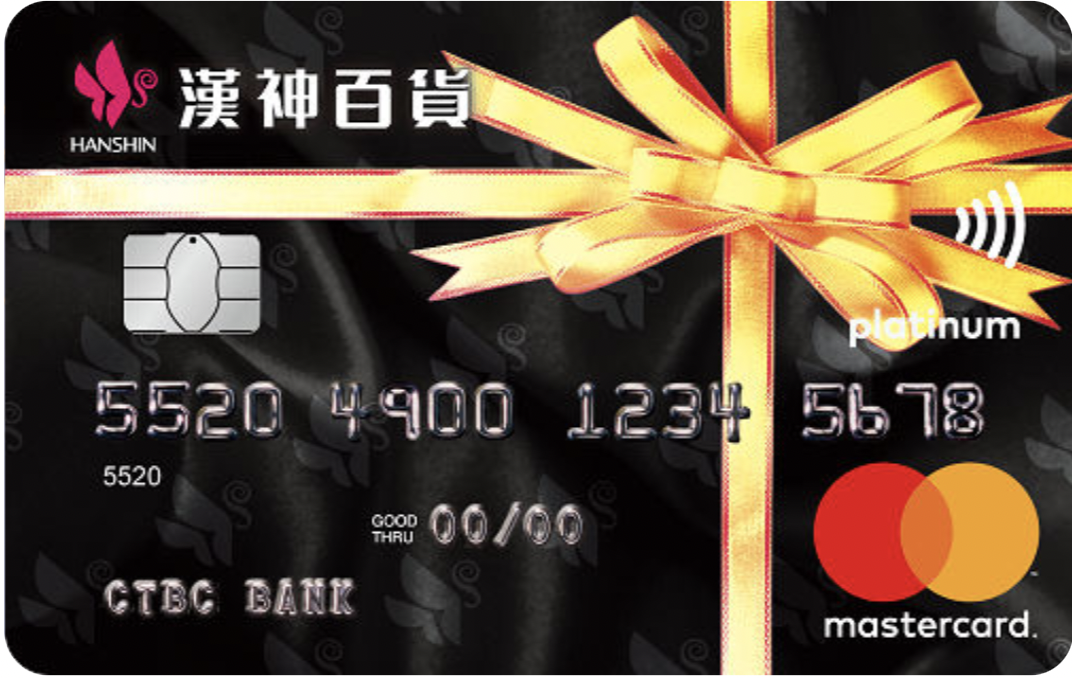 漢神百貨
HANSHIN
platinum
5520 4900 1234 5678
5520
GOOD THRU 00/00
CTBC BANK
mastercard.